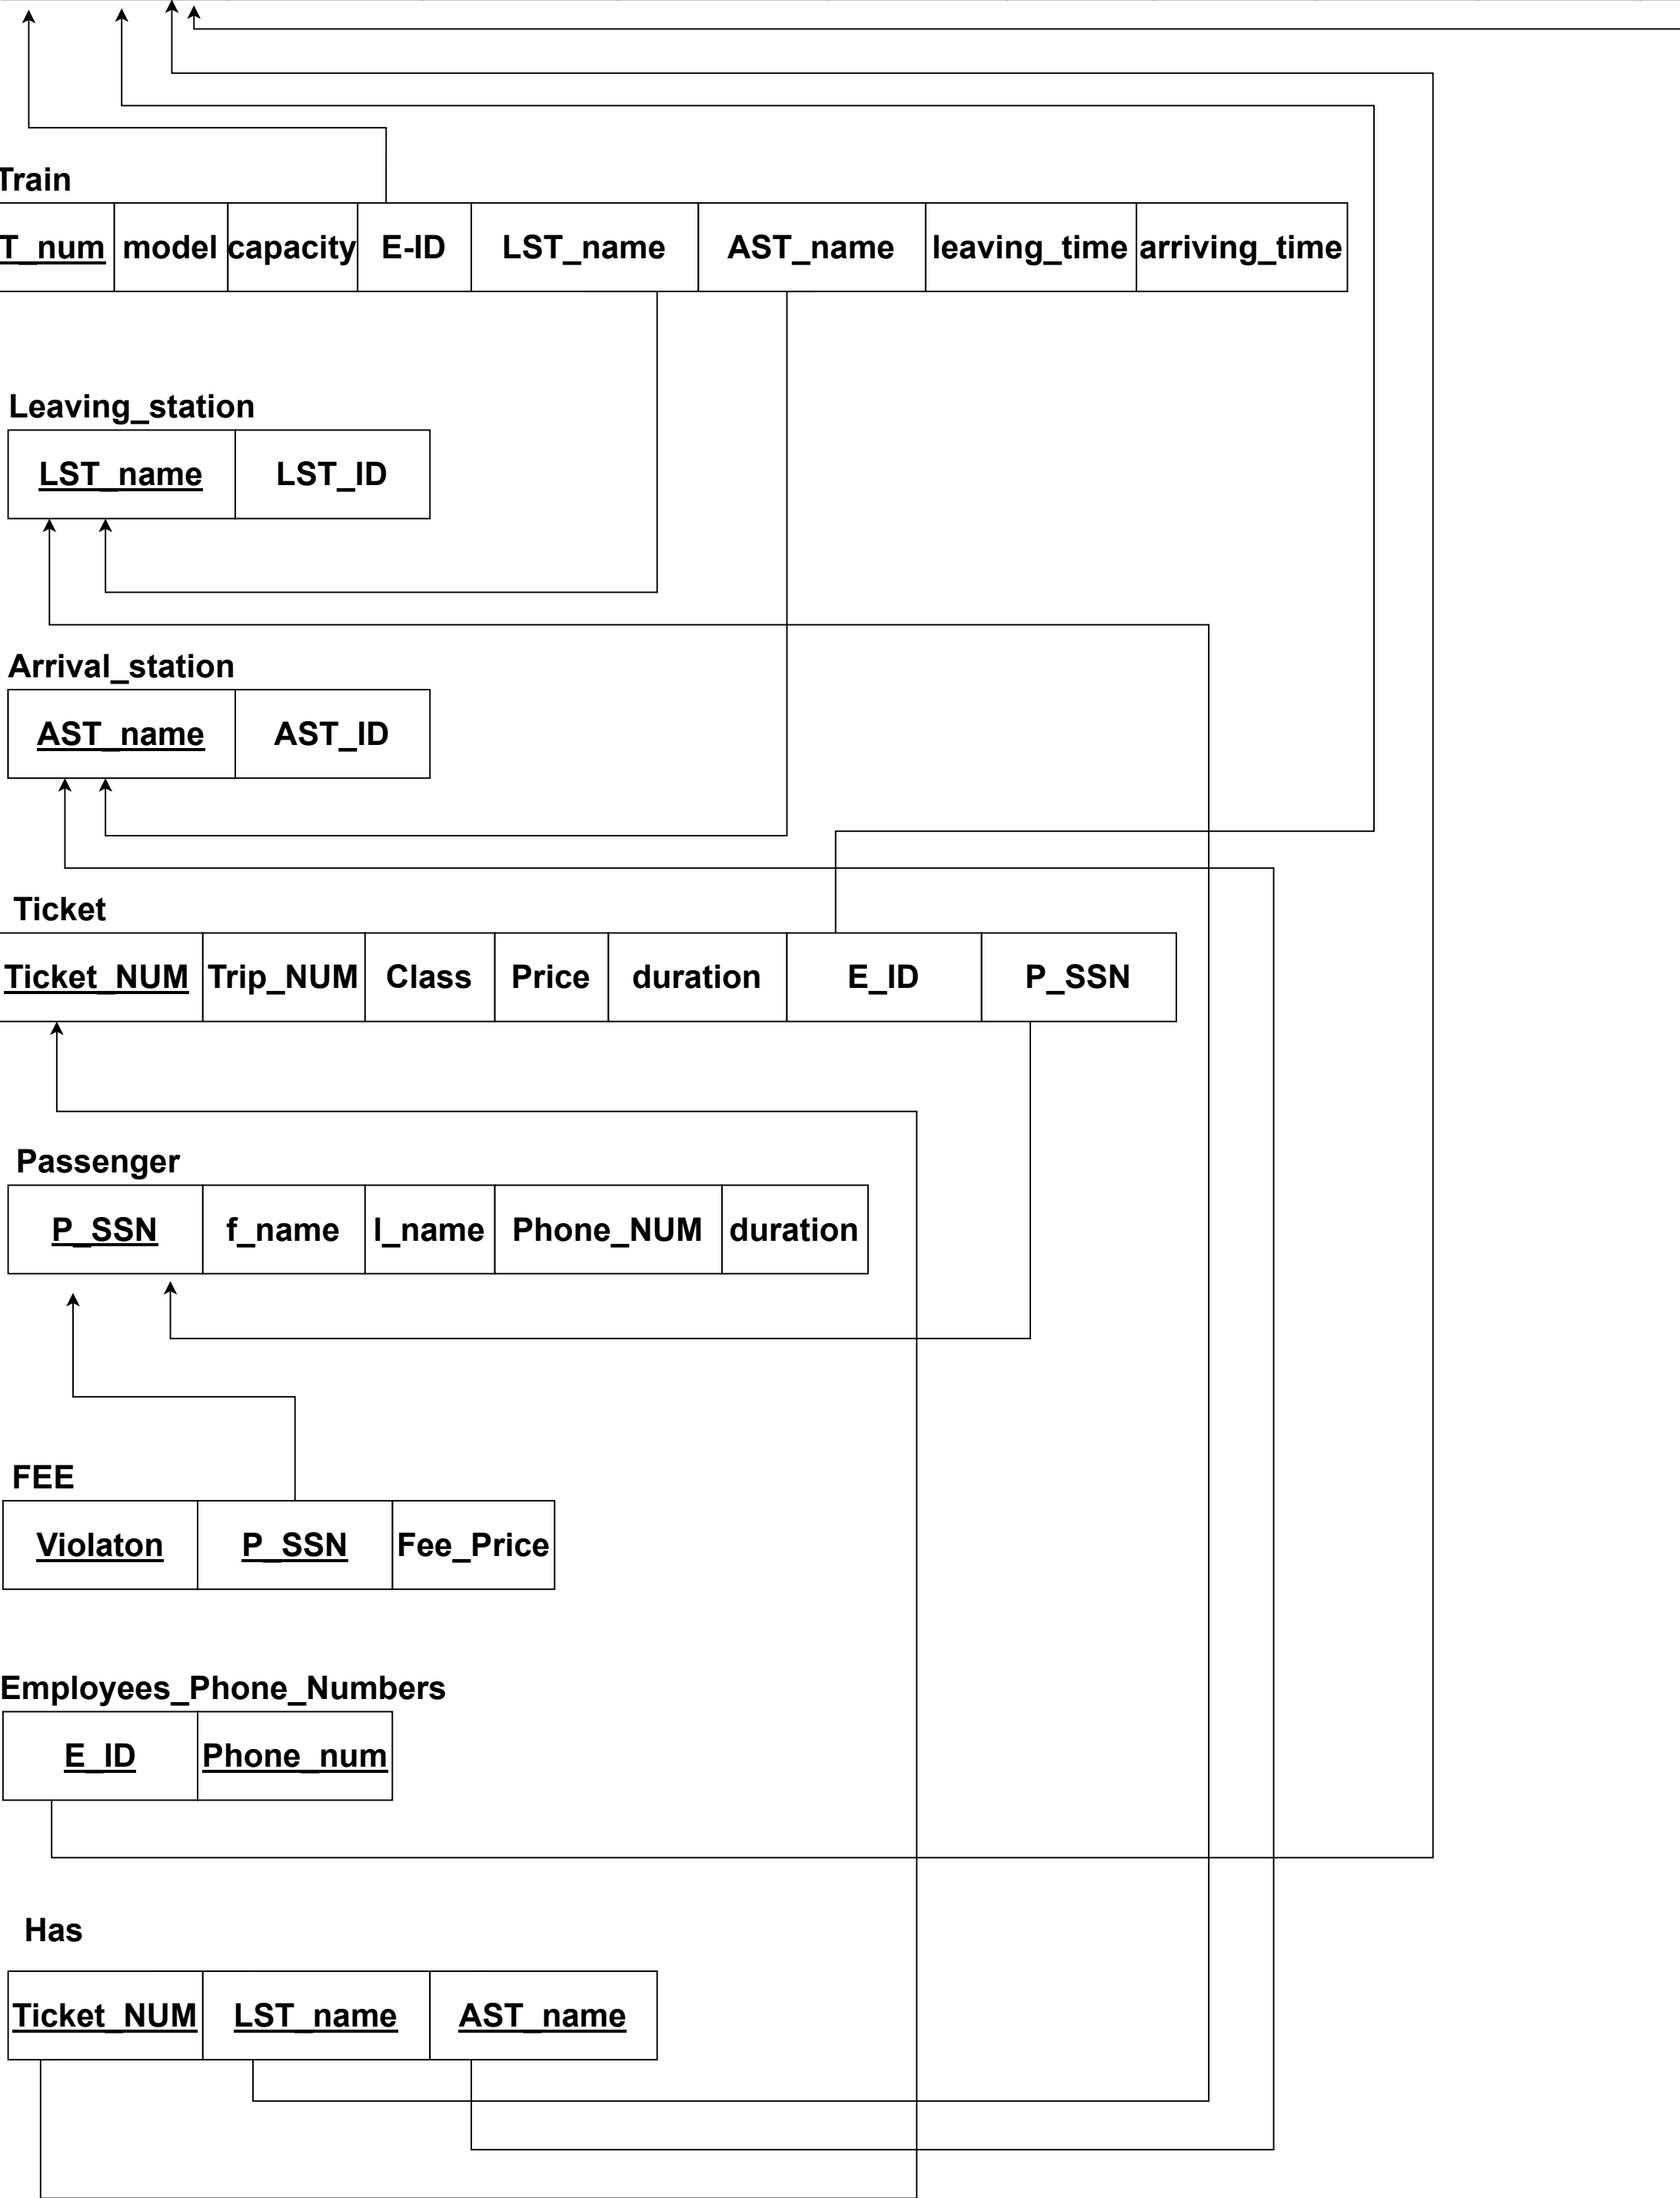 Train
T_num model capacity E-ID LST_name AST_name leaving_time arriving_time
Leaving_station
LST_name LST_ID
Arrival_station
AST_name AST_ID
Ticket
Ticket_NUM Trip_NUM Class Price duration E_ID P_SSN
Passenger
P_SSN f_name l_name Phone_NUM duration
FEE
Violaton P_SSN Fee_Price
Employees_Phone_Numbers
E_ID Phone_num
Has
Ticket_NUM LST_name AST_name